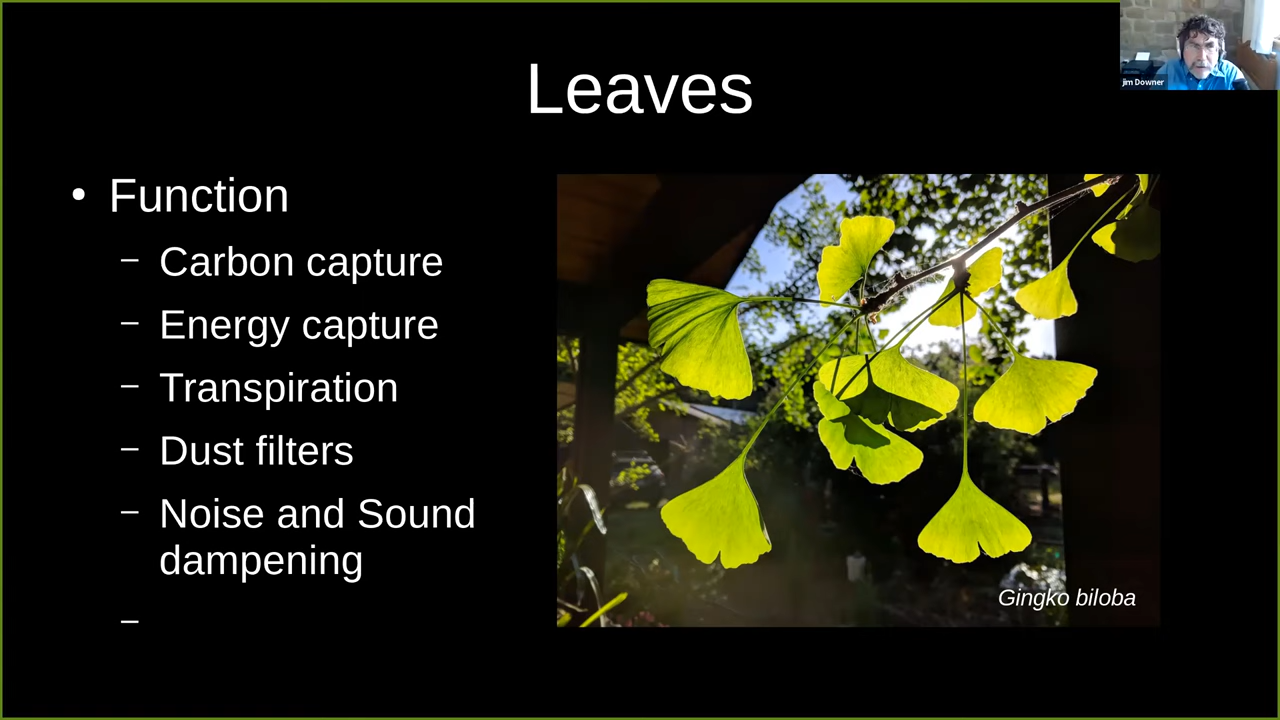 Leaves
jim Downer
• Function
– Carbon capture
– Energy capture
– Transpiration
– Dust filters
– Noise and Sound
dampening
–
Gingko biloba